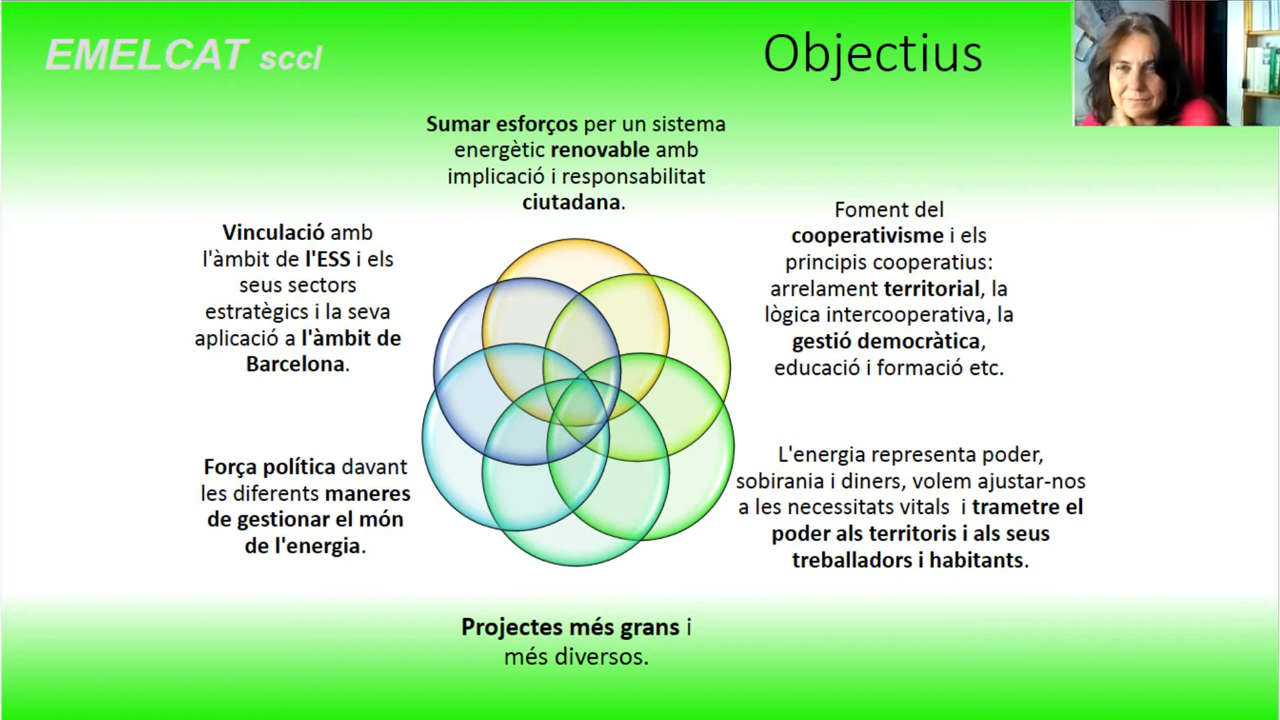 EMELCAT sccl
Objectius
Sumar esforços per un sistema
energètic renovable amb
implicació i responsabilitat
ciutadana.
Foment del
cooperativisme i els
principis cooperatius:
arrelament territorial, la
lògica intercooperativa, la
gestió democràtica,
educació i formació etc.
L'energia representa poder,
sobirania i diners, volem ajustar-nos
a les necessitats vitals i trametre el
poder als territoris i als seus
treballadors i habitants.
Projectes més grans i
més diversos.
Força política davant
les diferents maneres
de gestionar el món
de l'energia.
Vinculació amb
l'àmbit de l'ESS i els
seus sectors
estratègics i la seva
aplicació a l'àmbit de
Barcelona.